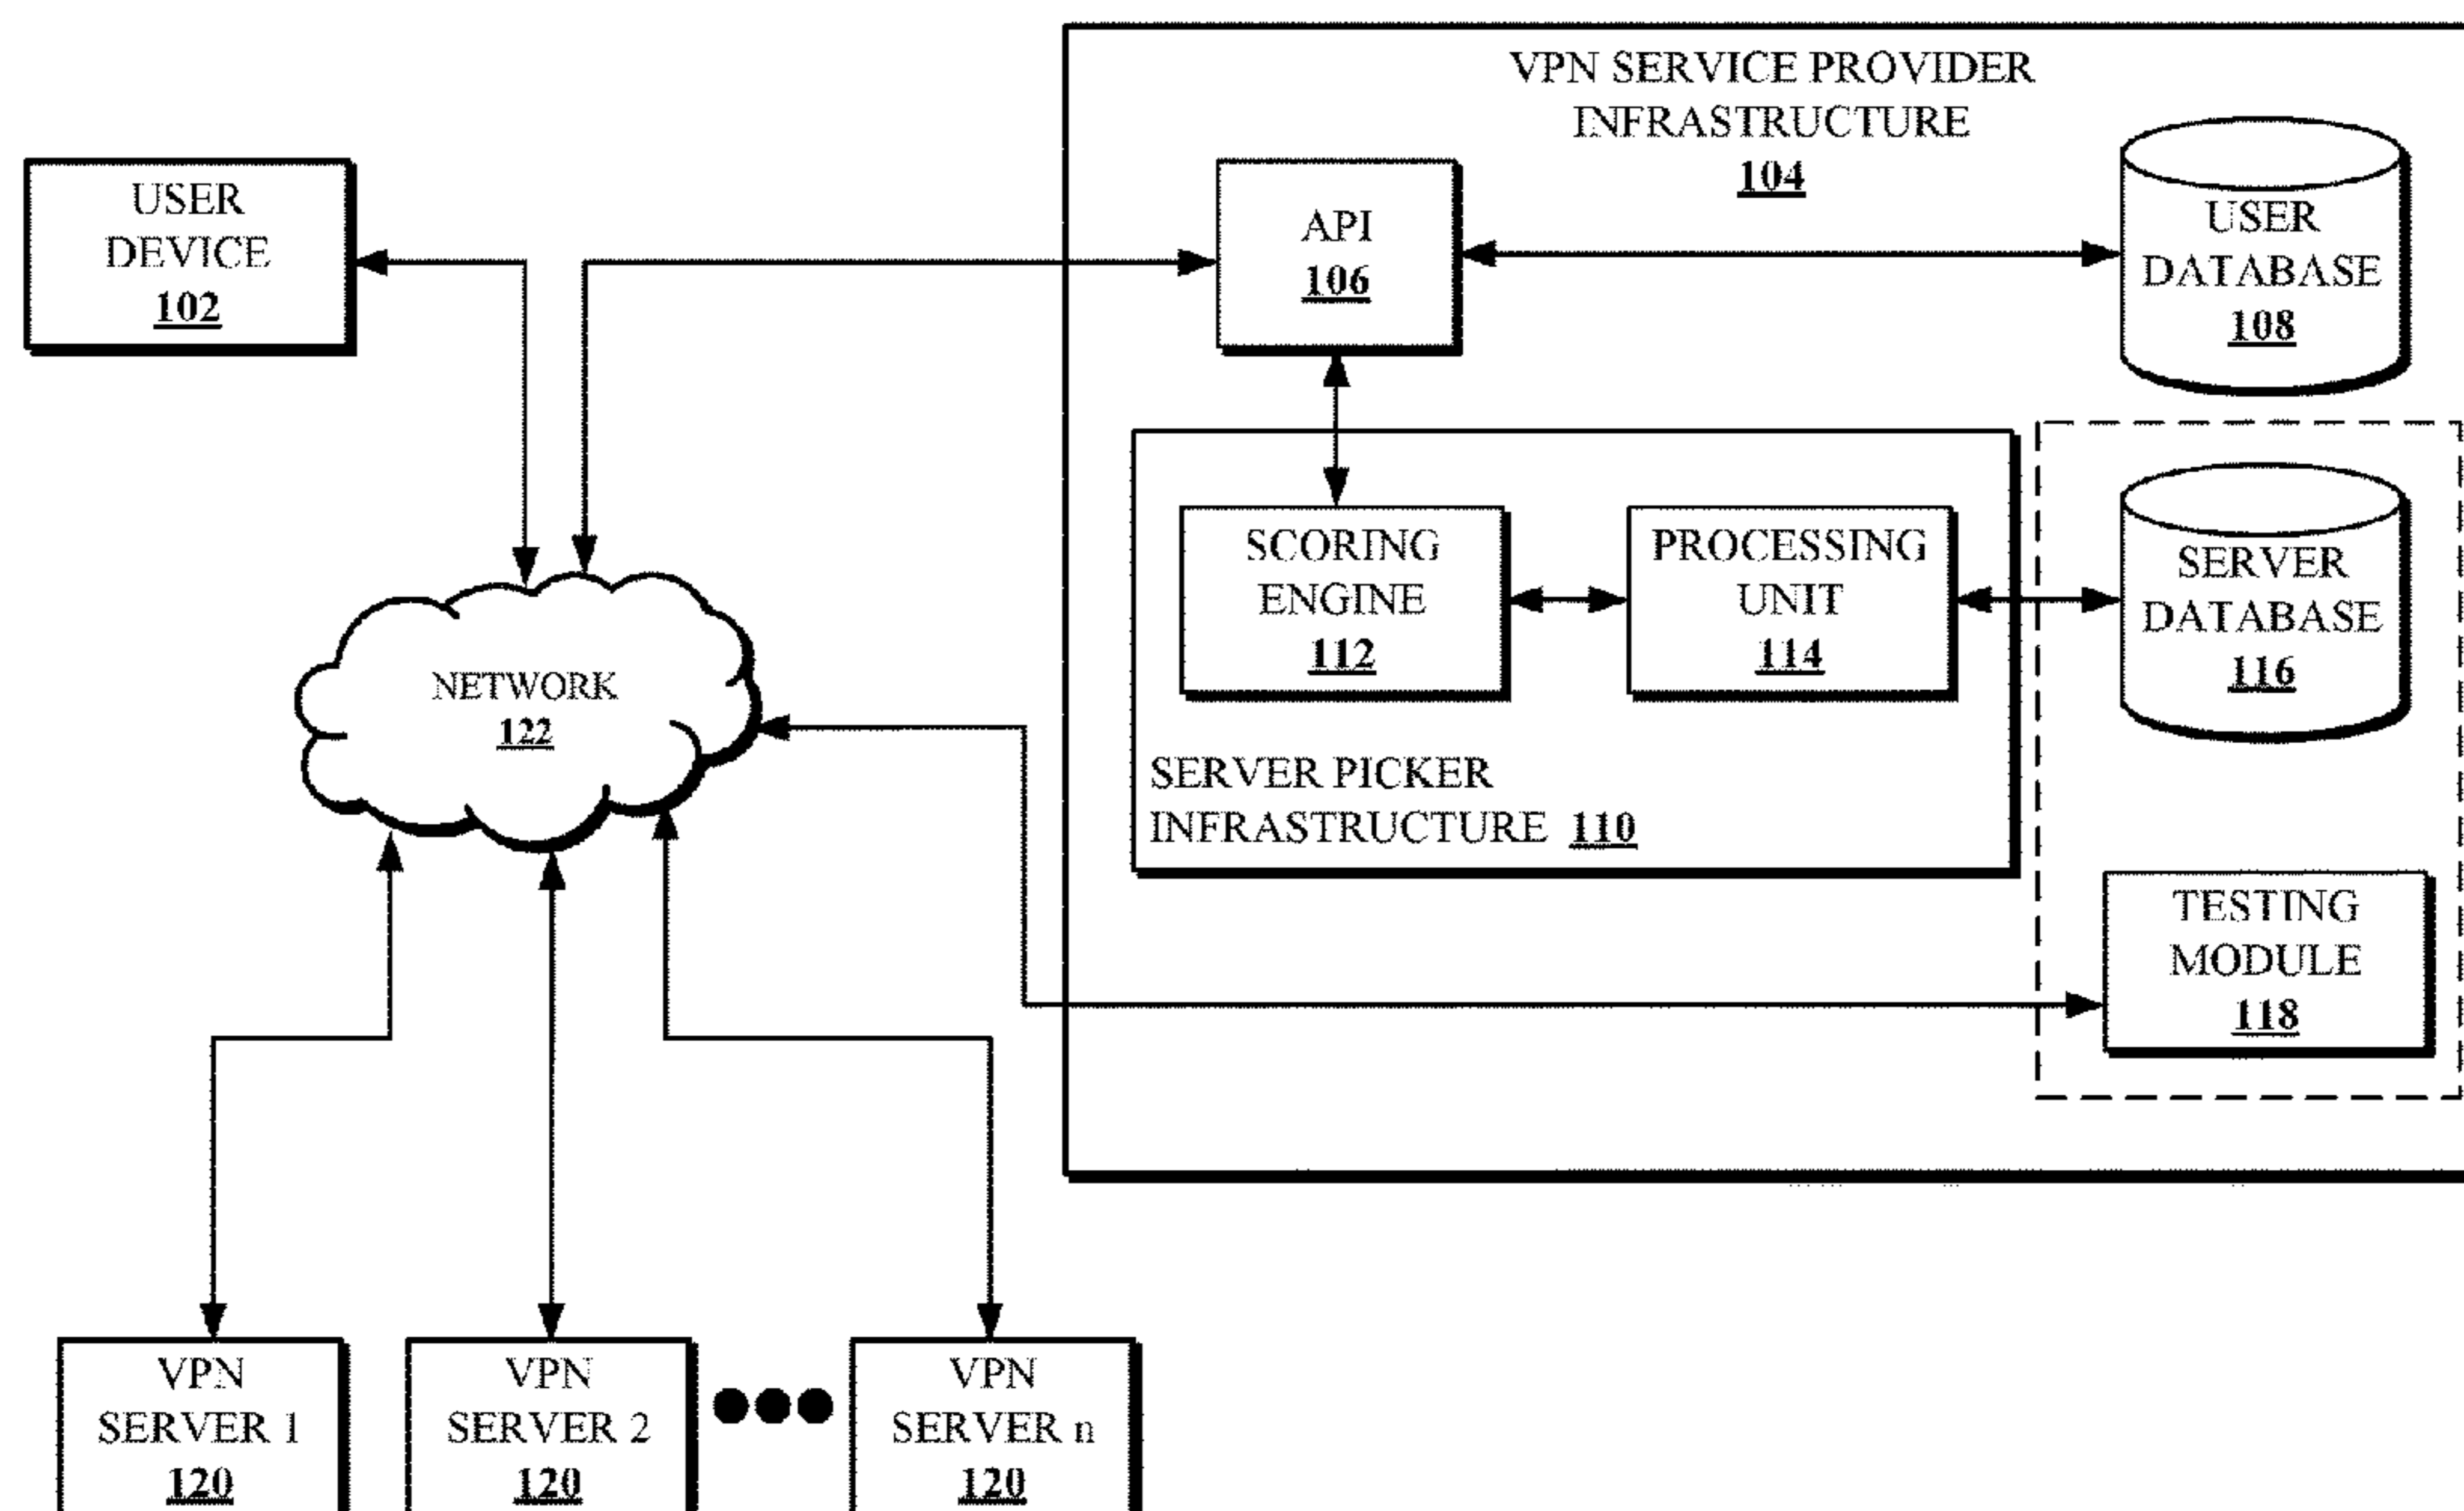 VPN SERVICE PROVIDER
INFRASTRUCTURE
104
USER
DEVICE
102
API
106
USER
DATABASE
108
SCORING
ENGINE
112
PROCESSING
UNIT
114
SERVER
DATABASE
116
NETWORK
122
SERVER PICKER
INFRASTRUCTURE 110
TESTING
MODULE
118
VPN
SERVER 1
120
VPN
SERVER 2
120
VPN
SERVER n
120